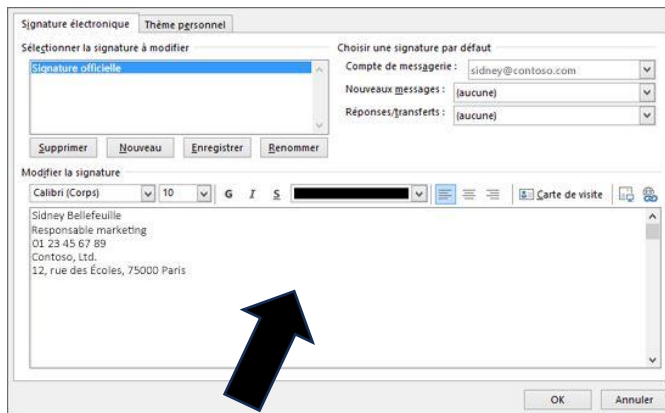 Signature électronique Thème personnel
Sélectionner la signature à modifier
Choisir une signature par défaut
Signature officielle
Compte de messagerie : sidney@contoso.com
Nouveaux messages : (aucune)
Réponses/transferts : (aucune)
Supprimer Nouveau Enregistrer Renommer
Modifier la signature
Calibri (Corps) 10 G I S Carte de visite
Sidney Bellefeuille
Responsable marketing
01 23 45 67 89
Contoso, Ltd.
12, rue des Écoles, 75000 Paris
OK Annuler